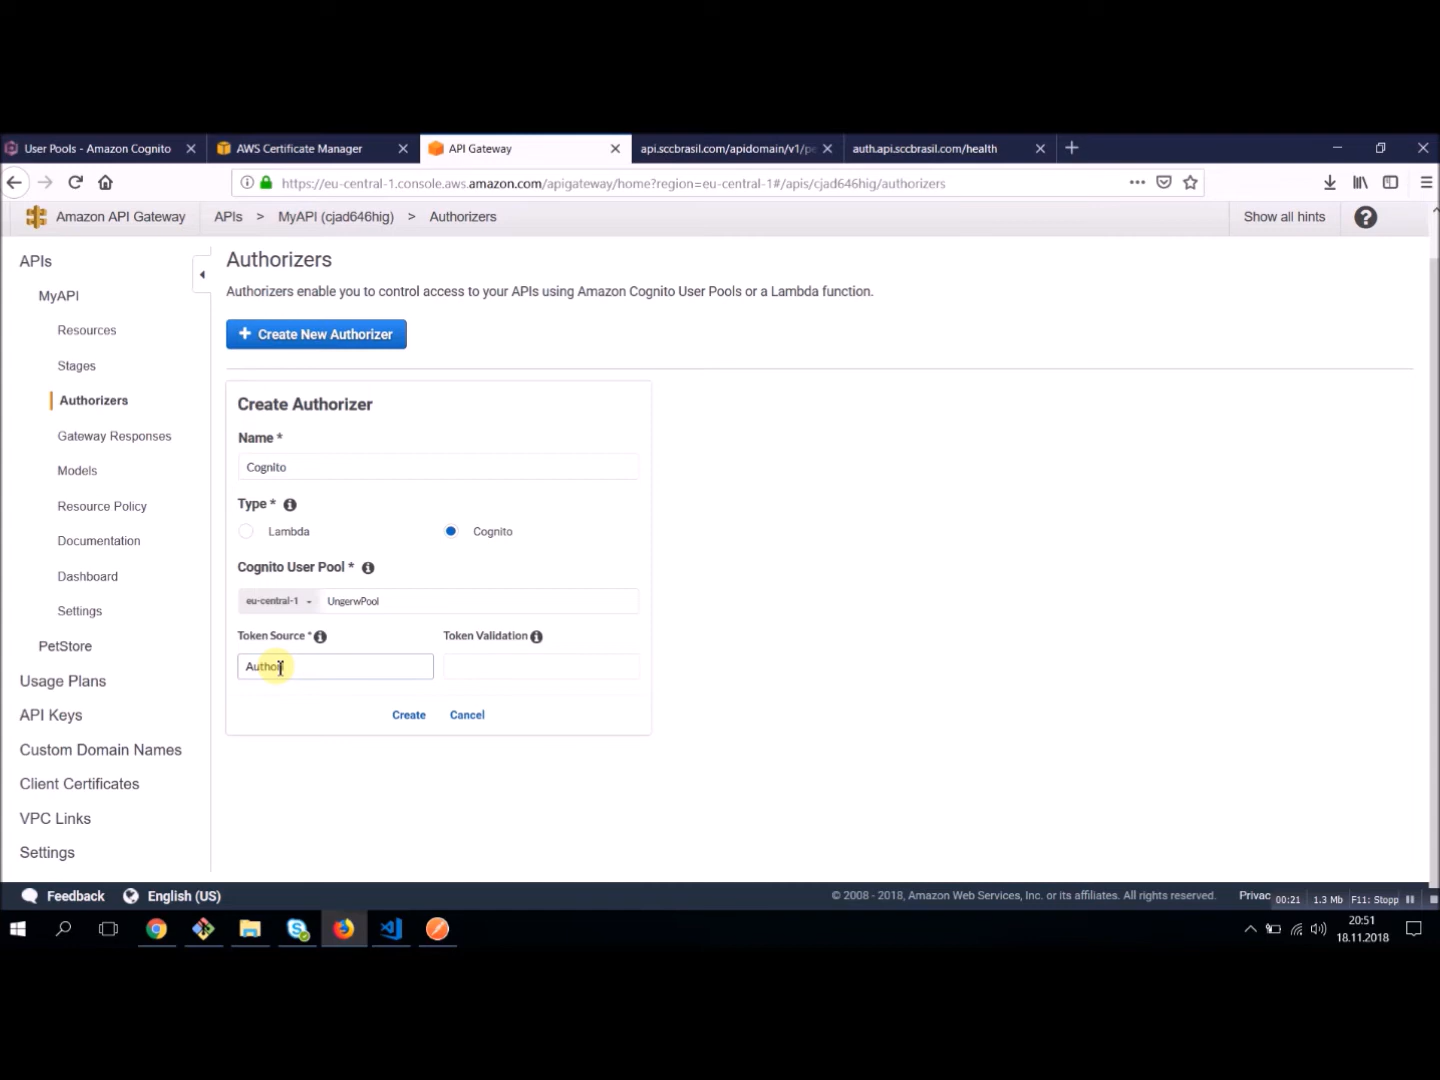 User Pools - Amazon Cognito
AWS Certificate Manager
API Gateway
api.sccbrasil.com/apidomain/v1/pe
auth.api.sccbrasil.com/health
https://eu-central-1.console.aws.amazon.com/apigateway/home?region=eu-central-1#/apis/cjad646hig/authorizers
Amazon API Gateway
APIs > MyAPI (cjad646hig) > Authorizers
Show all hints
APIs
MyAPI
Resources
Stages
Authorizers
Gateway Responses
Models
Resource Policy
Documentation
Dashboard
Settings
PetStore
Usage Plans
API Keys
Custom Domain Names
Client Certificates
VPC Links
Settings
Authorizers
Authorizers enable you to control access to your APIs using Amazon Cognito User Pools or a Lambda function.
+ Create New Authorizer
Create Authorizer
Name *
Cognito
Type *
Lambda Cognito
Cognito User Pool *
eu-central-1 UngerwPool
Token Source * Token Validation
Author
Create Cancel
Feedback English (US)
© 2008 - 2018, Amazon Web Services, Inc. or its affiliates. All rights reserved. Privac
00:21 1.3 Mb F11: Stopp
20:51
18.11.2018